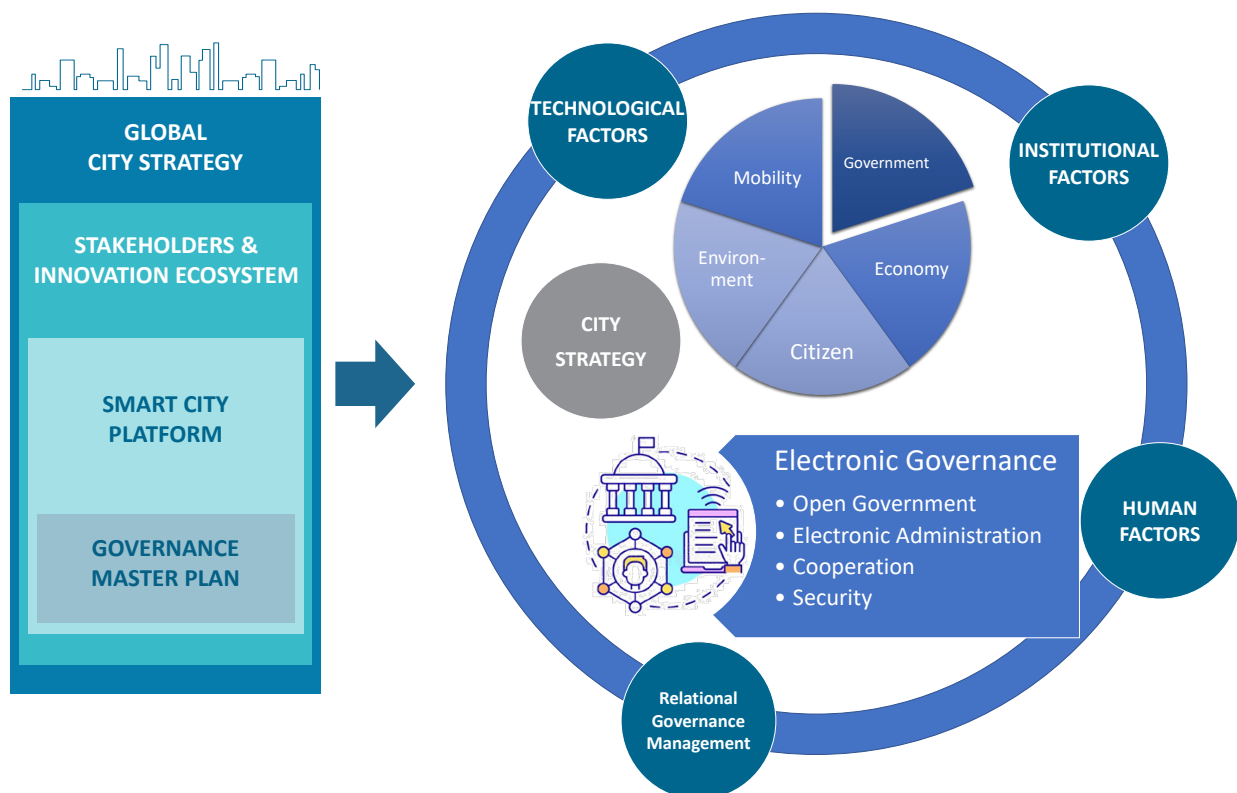 GLOBAL
CITY STRATEGY
STAKEHOLDERS &
INNOVATION ECOSYSTEM
SMART CITY
PLATFORM
GOVERNANCE
MASTER PLAN
TECHNOLOGICAL
FACTORS
INSTITUTIONAL
FACTORS
Government
Mobility
Environ-
ment
Economy
Citizen
CITY
STRATEGY
Electronic Governance
• Open Government
• Electronic Administration
• Cooperation
• Security
HUMAN
FACTORS
Relational
Governance
Management